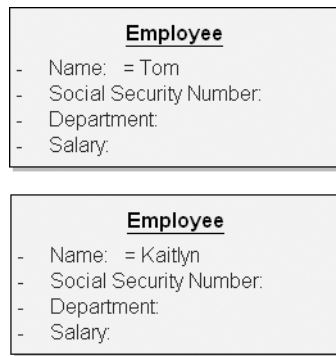 Employee
- Name: = Tom
- Social Security Number:
- Department:
- Salary:
Employee
- Name: = Kaitlyn
- Social Security Number:
- Department:
- Salary: